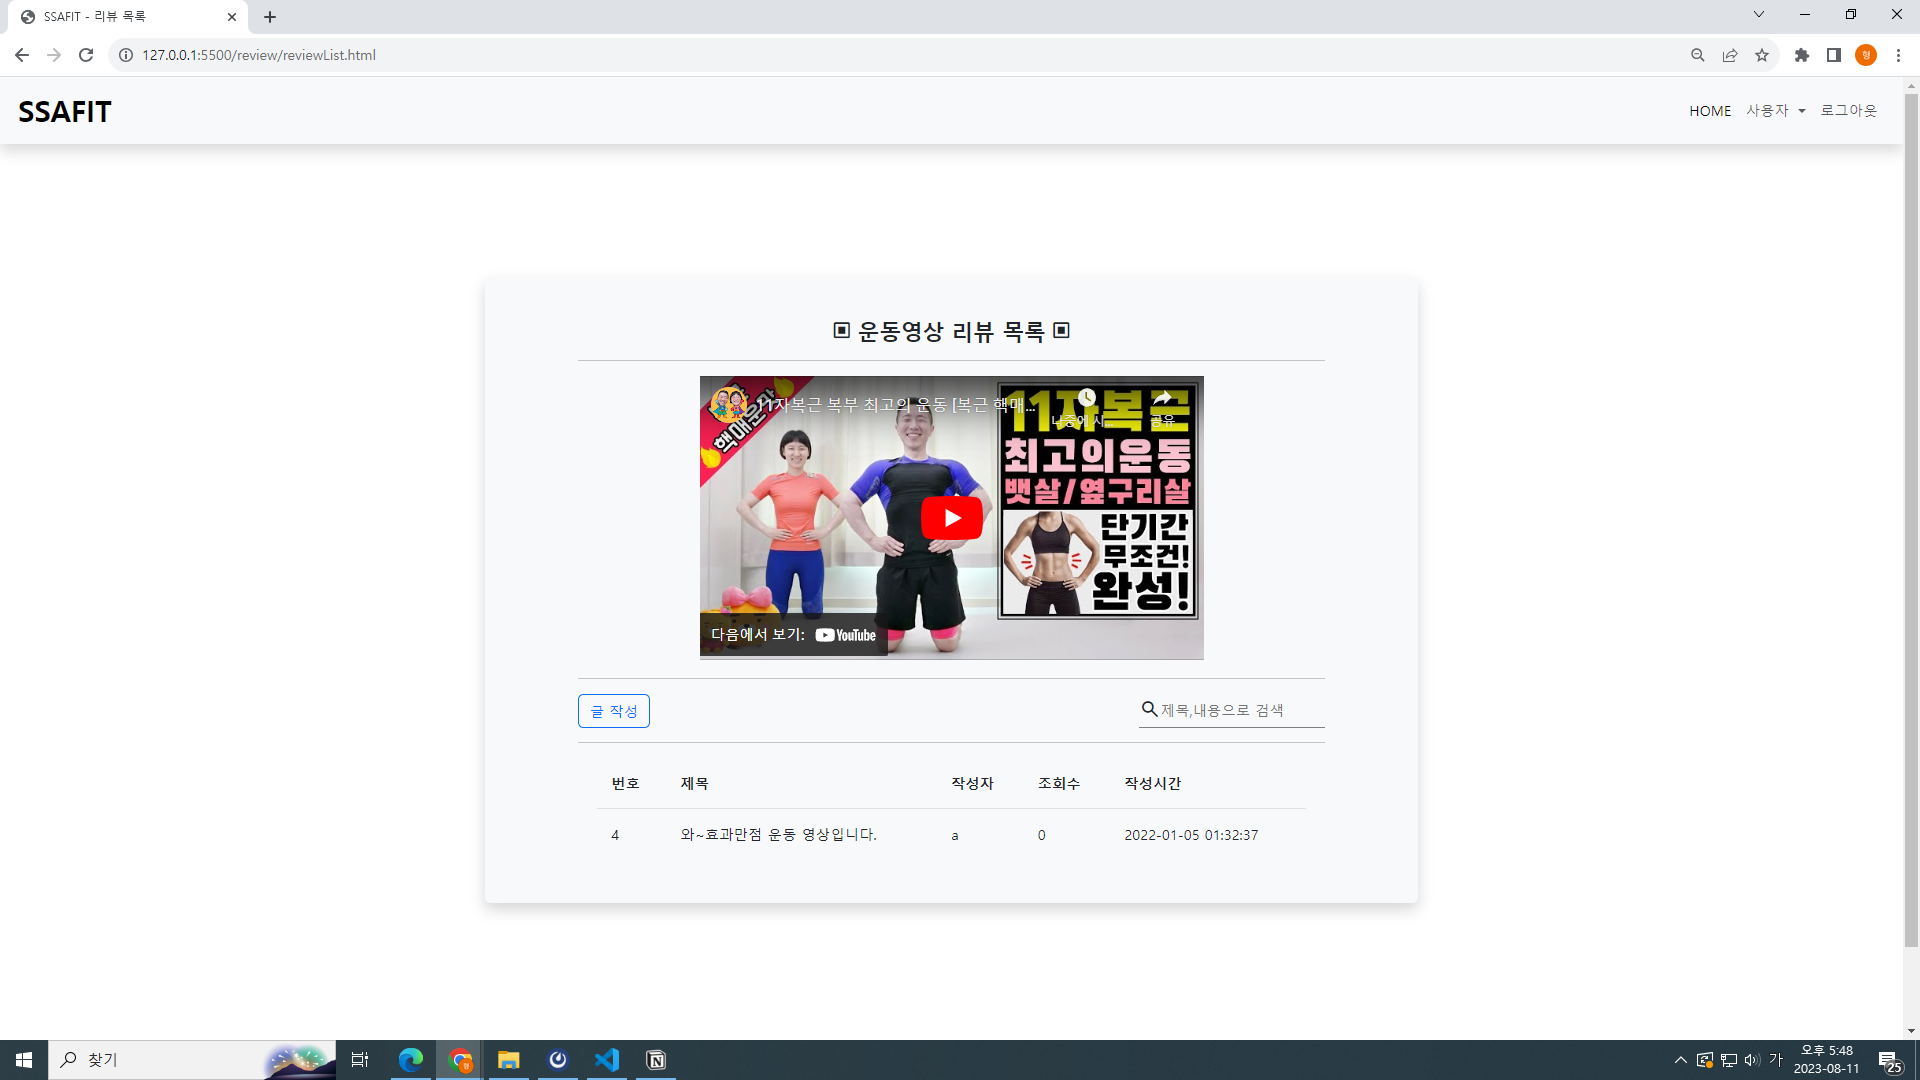 SSAFIT - 리뷰 목록
127.0.0.1:5500/review/reviewList.html
형
SSAFIT
HOME 사용자 로그아웃
▣ 운동영상 리뷰 목록 ▣
11자복근 복부 최고의 운동 [복근 핵매...
나중에 시...
공유
핵매운맛
11자복근
최고의운동
뱃살/옆구리살
단기간
무조건!
완성!
다음에서 보기: YouTube
글 작성
제목,내용으로 검색
번호 제목 작성자 조회수 작성시간
4 와~효과만점 운동 영상입니다. a 0 2022-01-05 01:32:37
찾기
형
가
오후 5:48
2023-08-11
25